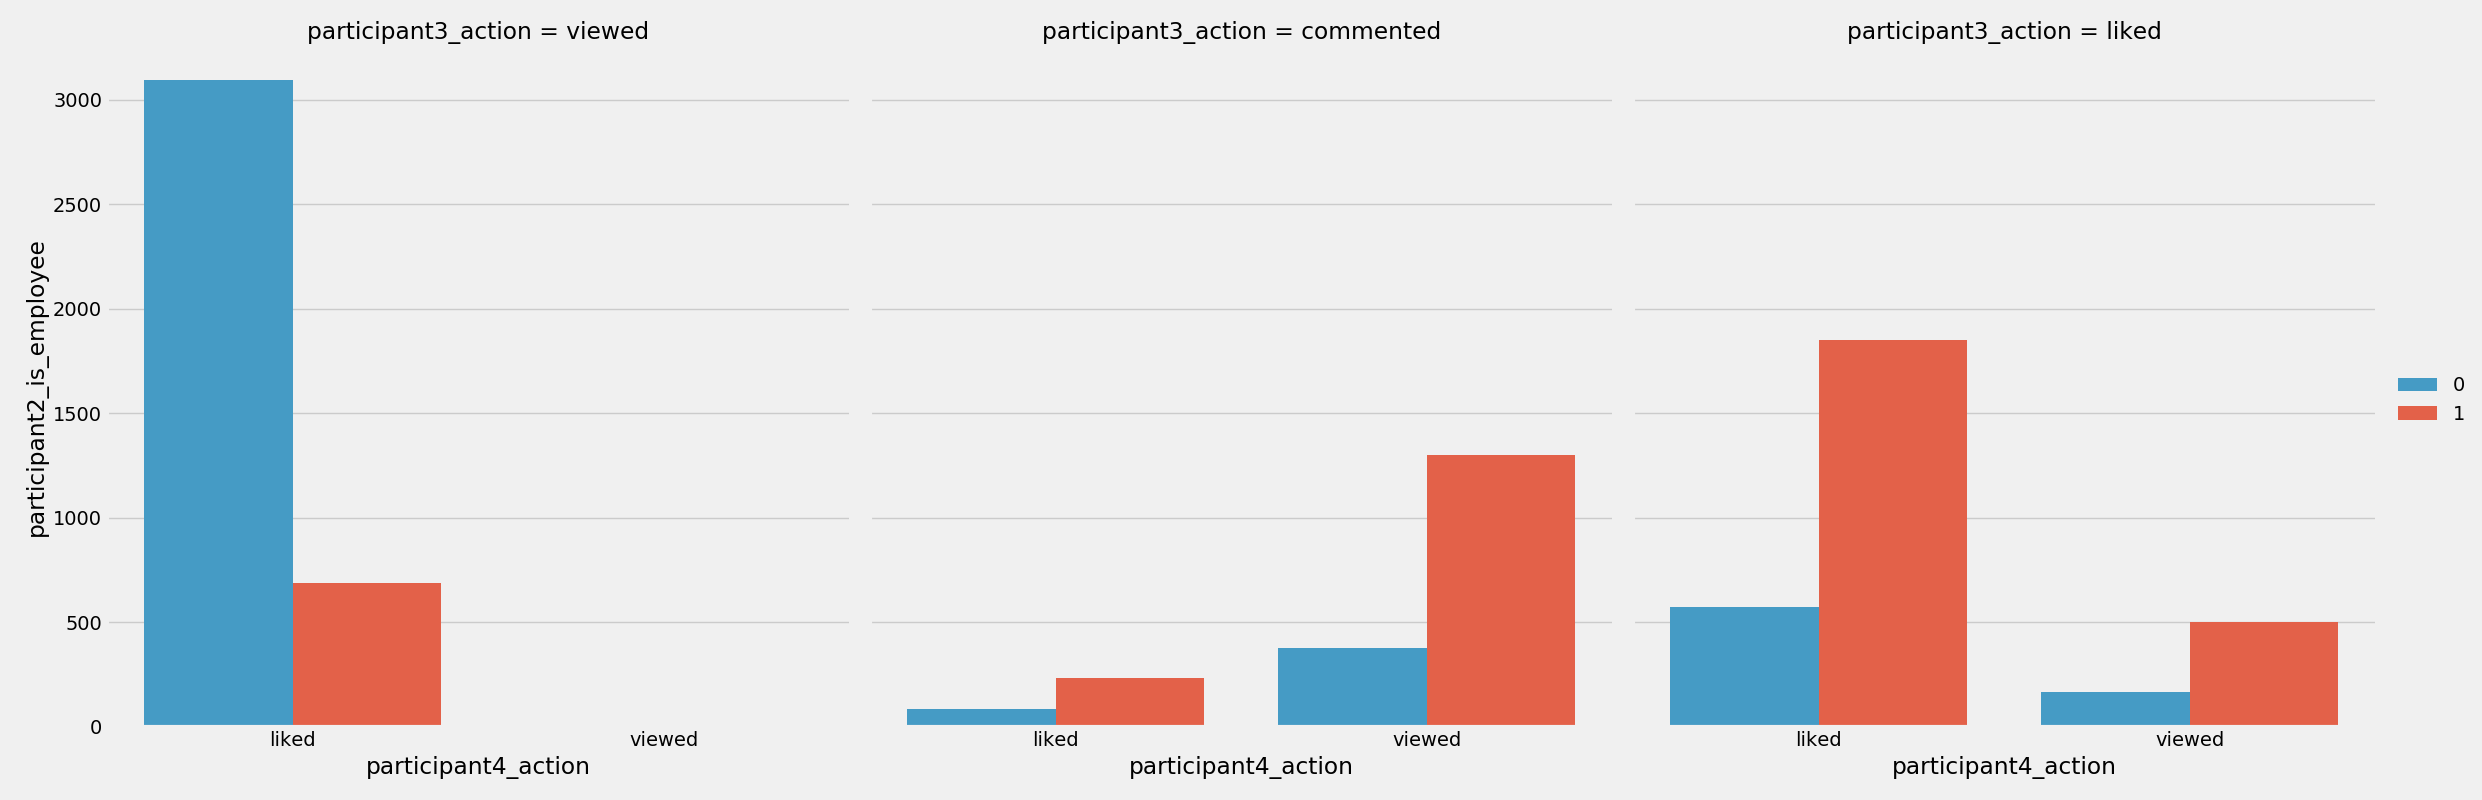 participant3_action = viewed
participant3_action = commented
participant3_action = liked
participant2_is_employee
3000
2500
2000
1500
1000
500
0
liked
viewed
liked
viewed
liked
viewed
participant4_action
participant4_action
participant4_action
0
1